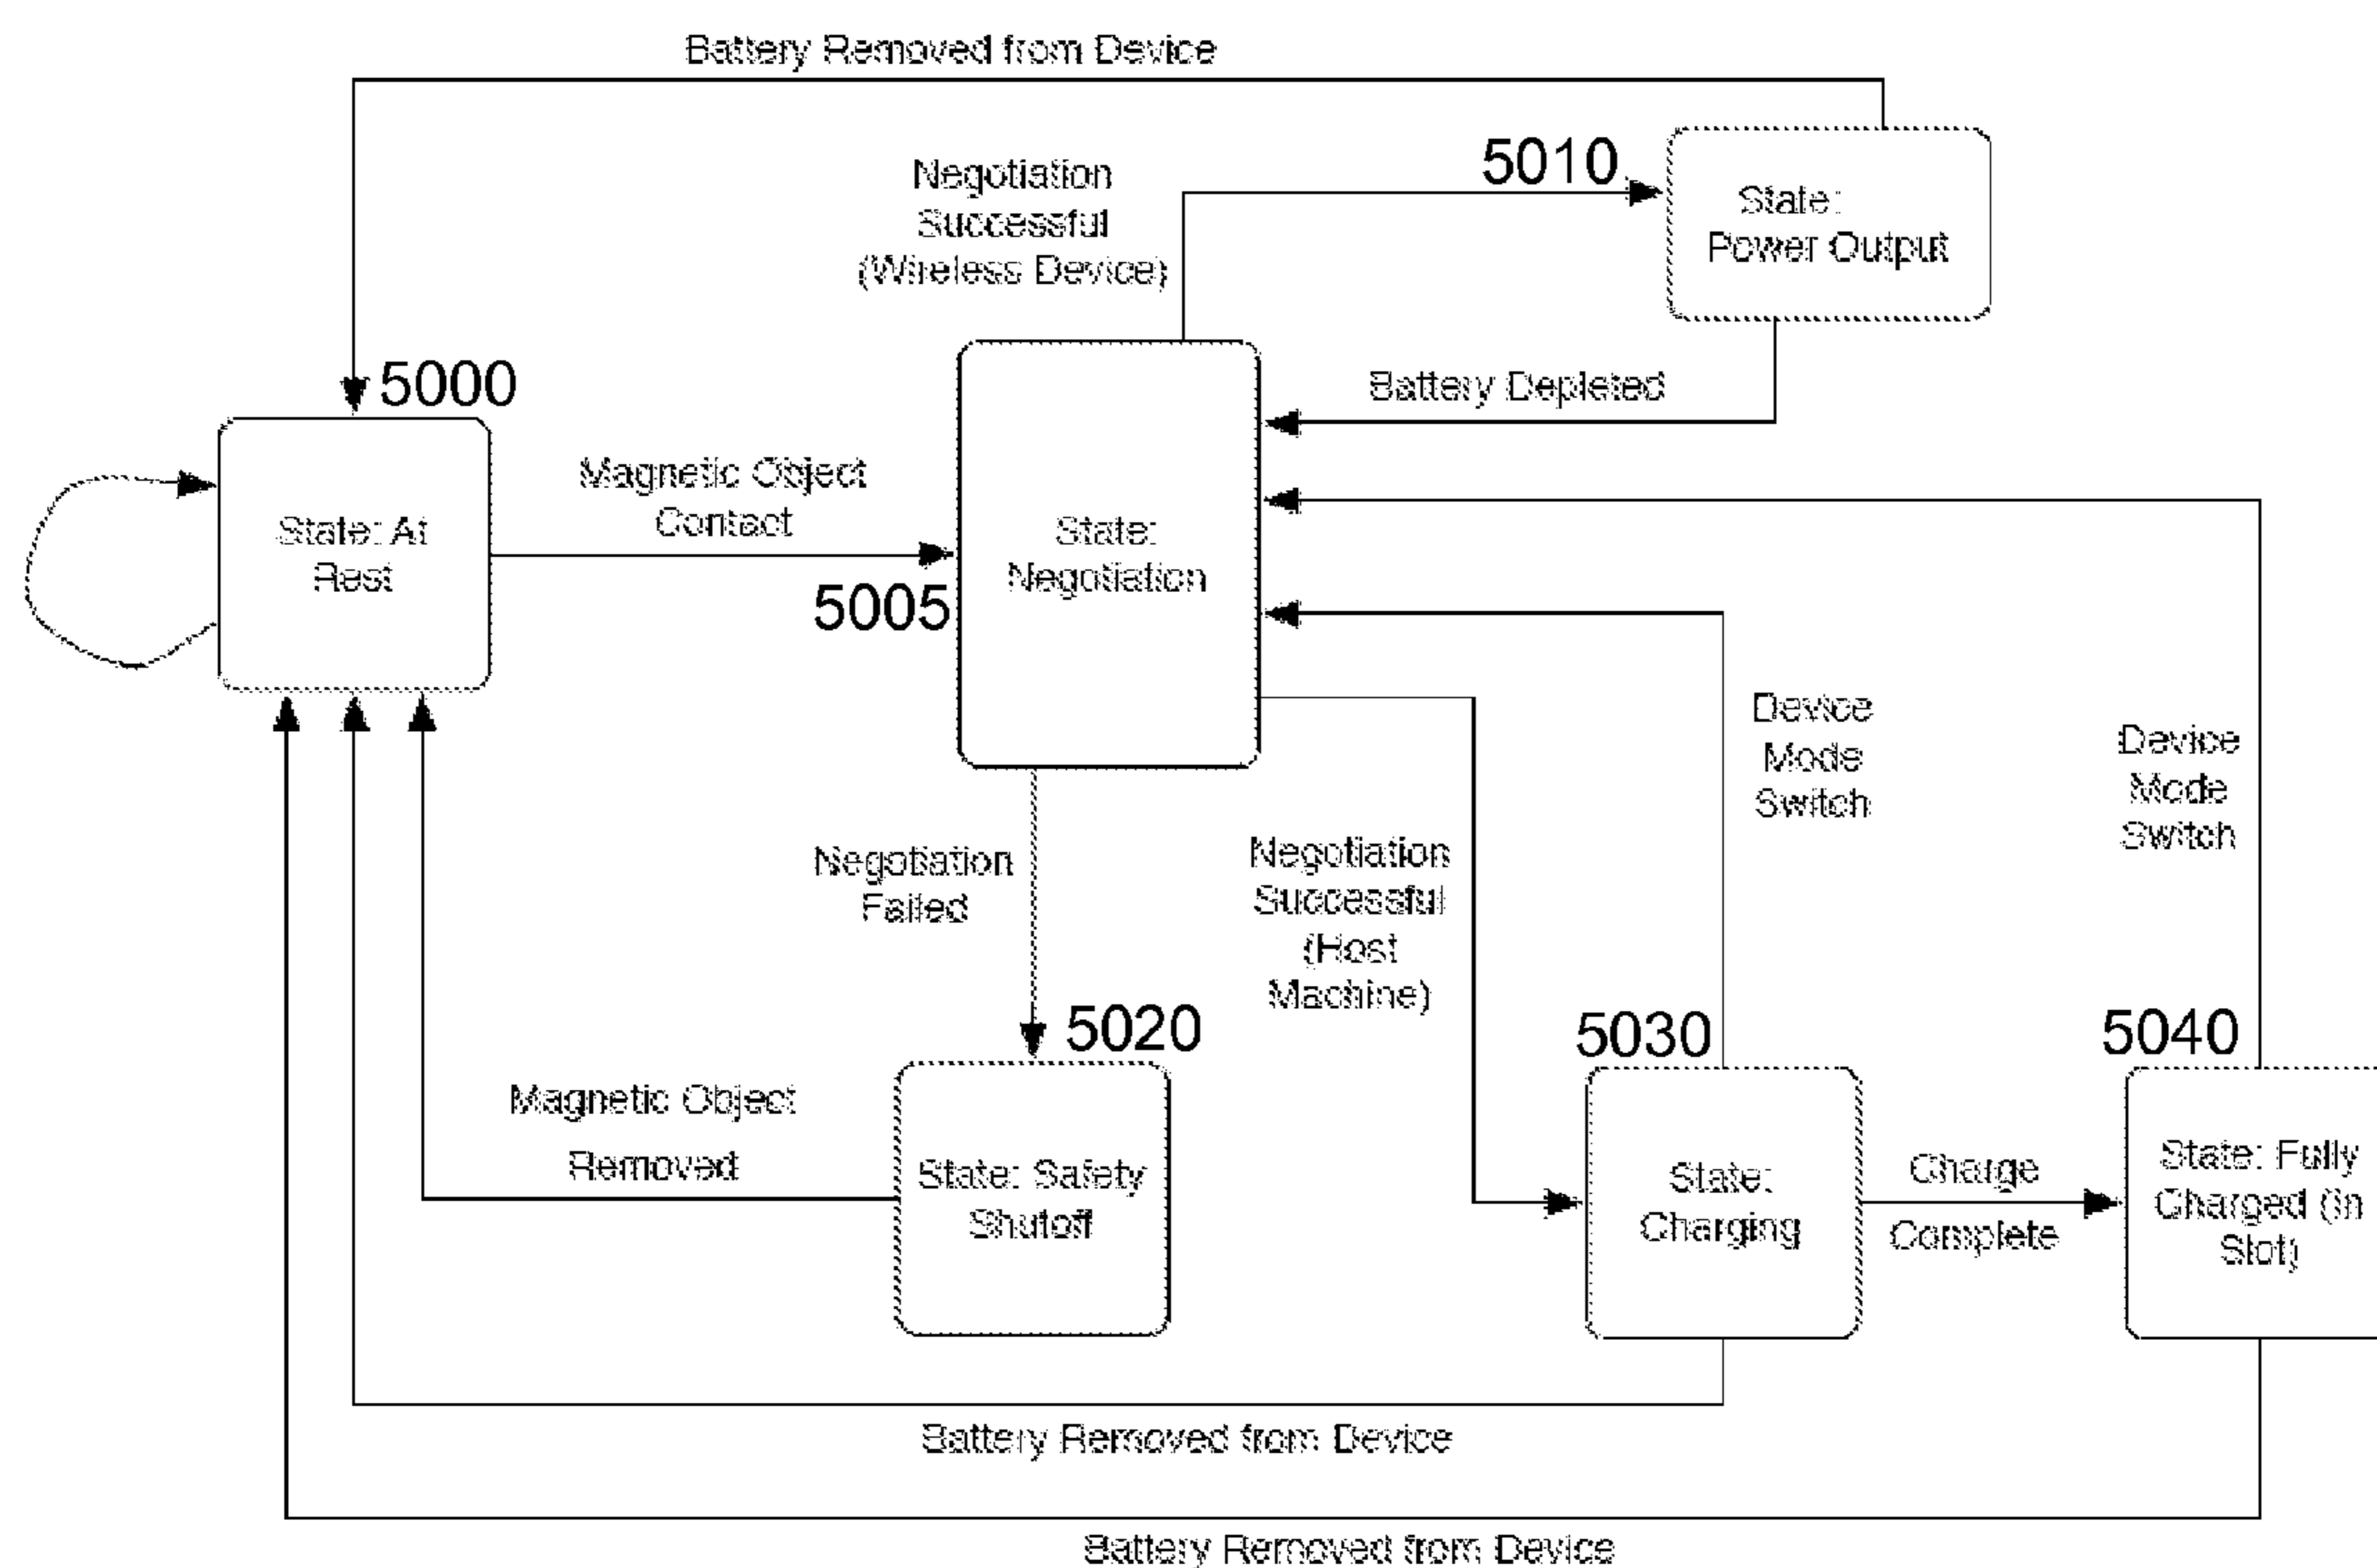 Battery Removed from Device
5010
Negotiation
Successful
(Wireless Device)
State:
Power Output
5000
Battery Depleted
Magnetic Object
Contact
State: At
Rest
State:
Negotiation
5005
Device
Mode
Switch
Device
Mode
Switch
Negotiation
Failed
Negotiation
Successful
(Host
Machine)
5020
5030
5040
Magnetic Object
Removed
State: Safety
Shutoff
State:
Charging
Charge
Complete
State: Fully
Charged (in
Slot)
Battery Removed from Device
Battery Removed from Device